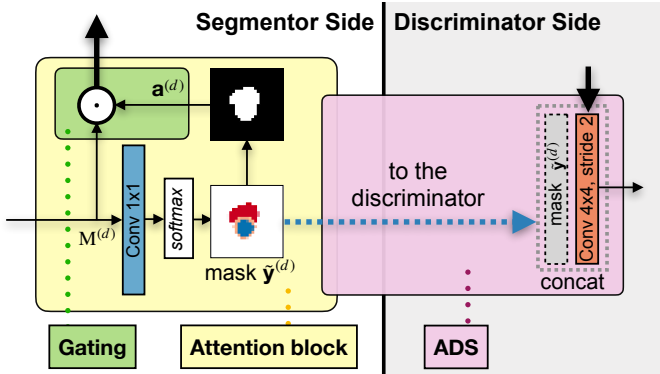 Segmentor Side
Discriminator Side
a^(d)
M^(d)
Conv 1x1
softmax
mask ỹ^(d)
to the
discriminator
mask ỹ^(d)
Conv 4x4, stride 2
concat
Gating
Attention block
ADS